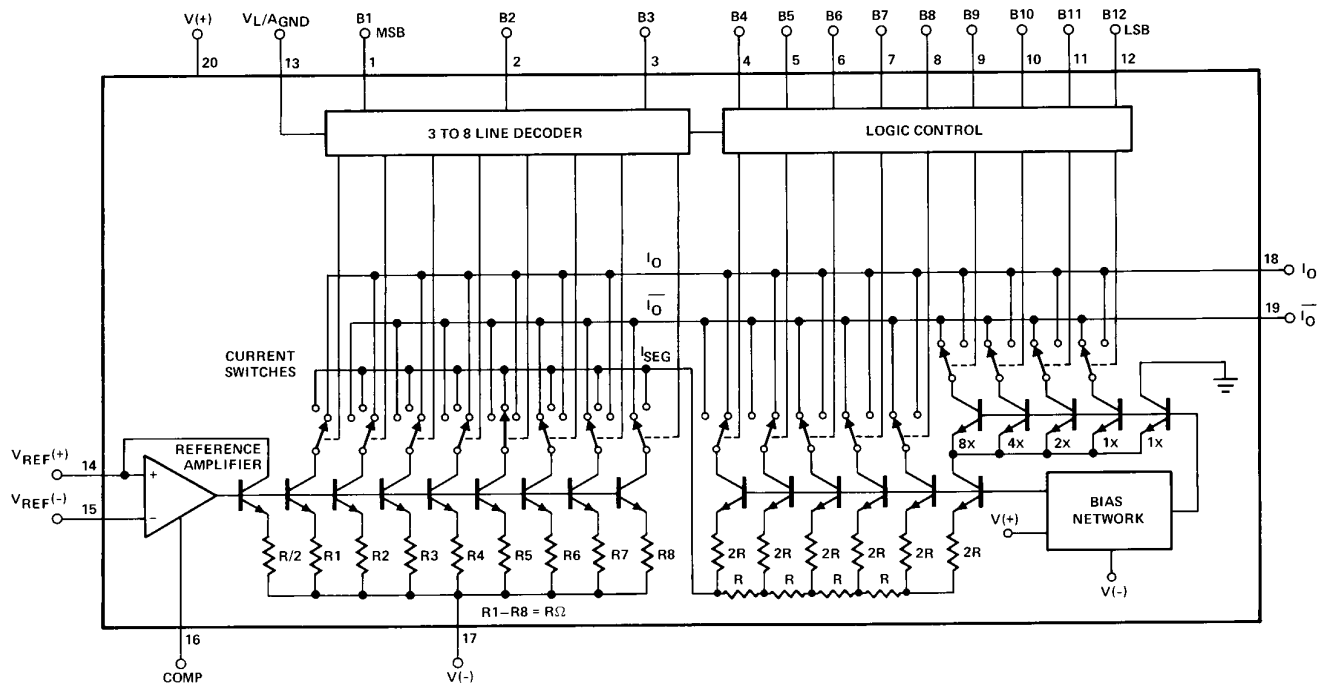 V(+)
VL/AGND
B1
MSB
B2
B3
B4
B5
B6
B7
B8
B9
B10
B11
B12
LSB
20
13
1
2
3
4
5
6
7
8
9
10
11
12
3 TO 8 LINE DECODER
LOGIC CONTROL
IO
18
IO
IO
19
IO
CURRENT
SWITCHES
ISEG
8x
4x
2x
1x
1x
REFERENCE
AMPLIFIER
VREF(+)
14
+
VREF(-)
15
−
BIAS
NETWORK
V(+)
V(-)
R/2
R1
R2
R3
R4
R5
R6
R7
R8
2R
2R
2R
2R
2R
2R
R
R
R
R
R1–R8 = RΩ
16
COMP
17
V(-)